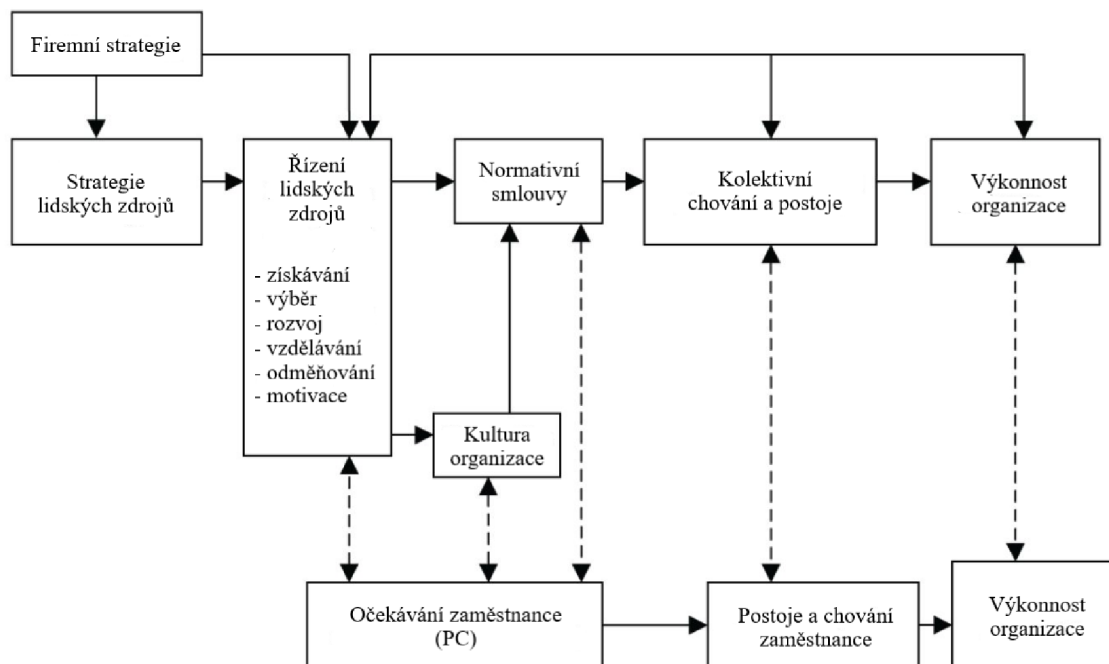 Firemní strategie
Strategie
lidských zdrojů
Řízení
lidských
zdrojů
- získávání
- výběr
- rozvoj
- vzdělávání
- odměňování
- motivace
Normativní
smlouvy
Kolektivní
chování a postoje
Výkonnost
organizace
Kultura
organizace
Očekávání zaměstnance
(PC)
Postoje a chování
zaměstnance
Výkonnost
organizace